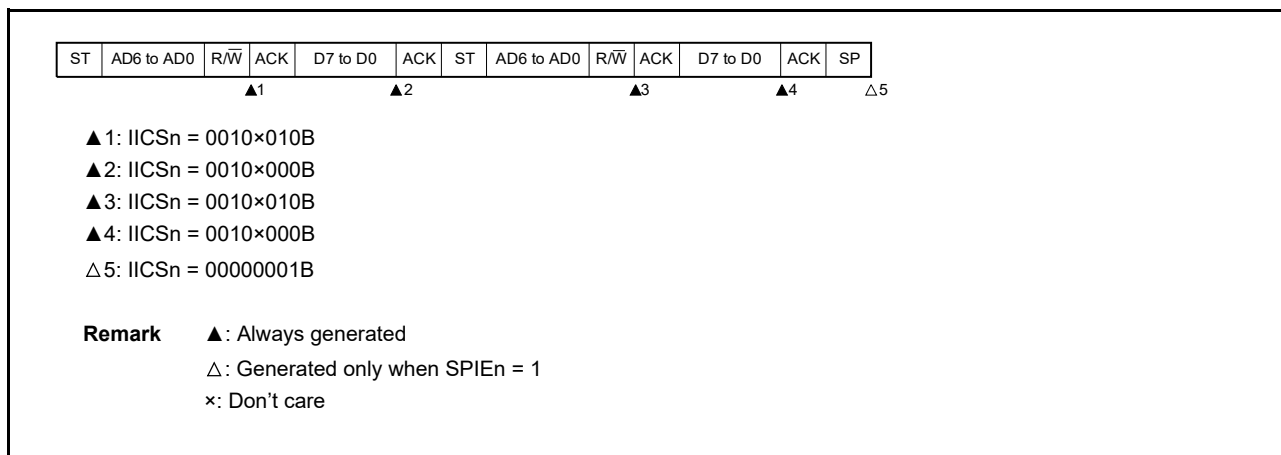 ST AD6 to AD0 R/W̅ ACK D7 to D0 ACK ST AD6 to AD0 R/W̅ ACK D7 to D0 ACK SP
▲1 ▲2 ▲3 ▲4 △5
▲1: IICSn = 0010×010B
▲2: IICSn = 0010×000B
▲3: IICSn = 0010×010B
▲4: IICSn = 0010×000B
△5: IICSn = 00000001B
Remark ▲: Always generated
△: Generated only when SPIEn = 1
×: Don’t care